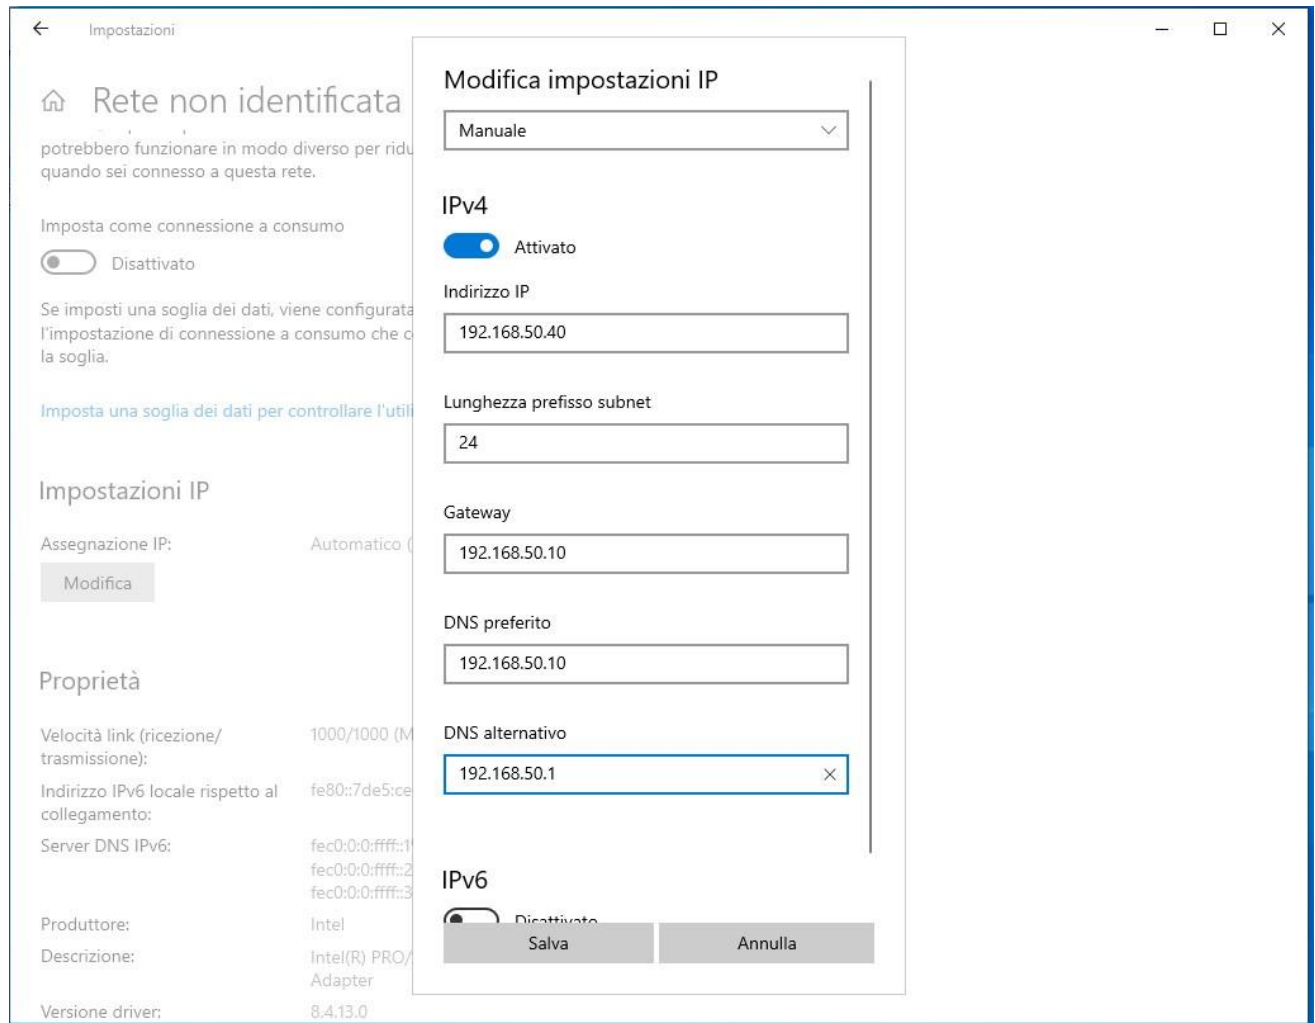 Impostazioni
Rete non identificata
potrebbero funzionare in modo diverso per ridu
quando sei connesso a questa rete.
Imposta come connessione a consumo
Disattivato
Se imposti una soglia dei dati, viene configurata
l'impostazione di connessione a consumo che c
la soglia.
Imposta una soglia dei dati per controllare l'utili
Impostazioni IP
Assegnazione IP:
Automatico (
Modifica
Proprietà
Velocità link (ricezione/
trasmissione):
1000/1000 (M
Indirizzo IPv6 locale rispetto al
collegamento:
fe80::7de5:ce
Server DNS IPv6:
fec0:0:0:ffff::1
fec0:0:0:ffff::2
fec0:0:0:ffff::3
Produttore:
Intel
Descrizione:
Intel(R) PRO/
Adapter
Versione driver:
8.4.13.0
Modifica impostazioni IP
Manuale
IPv4
Attivato
Indirizzo IP
192.168.50.40
Lunghezza prefisso subnet
24
Gateway
192.168.50.10
DNS preferito
192.168.50.10
DNS alternativo
192.168.50.1
IPv6
Disattivato
Salva
Annulla